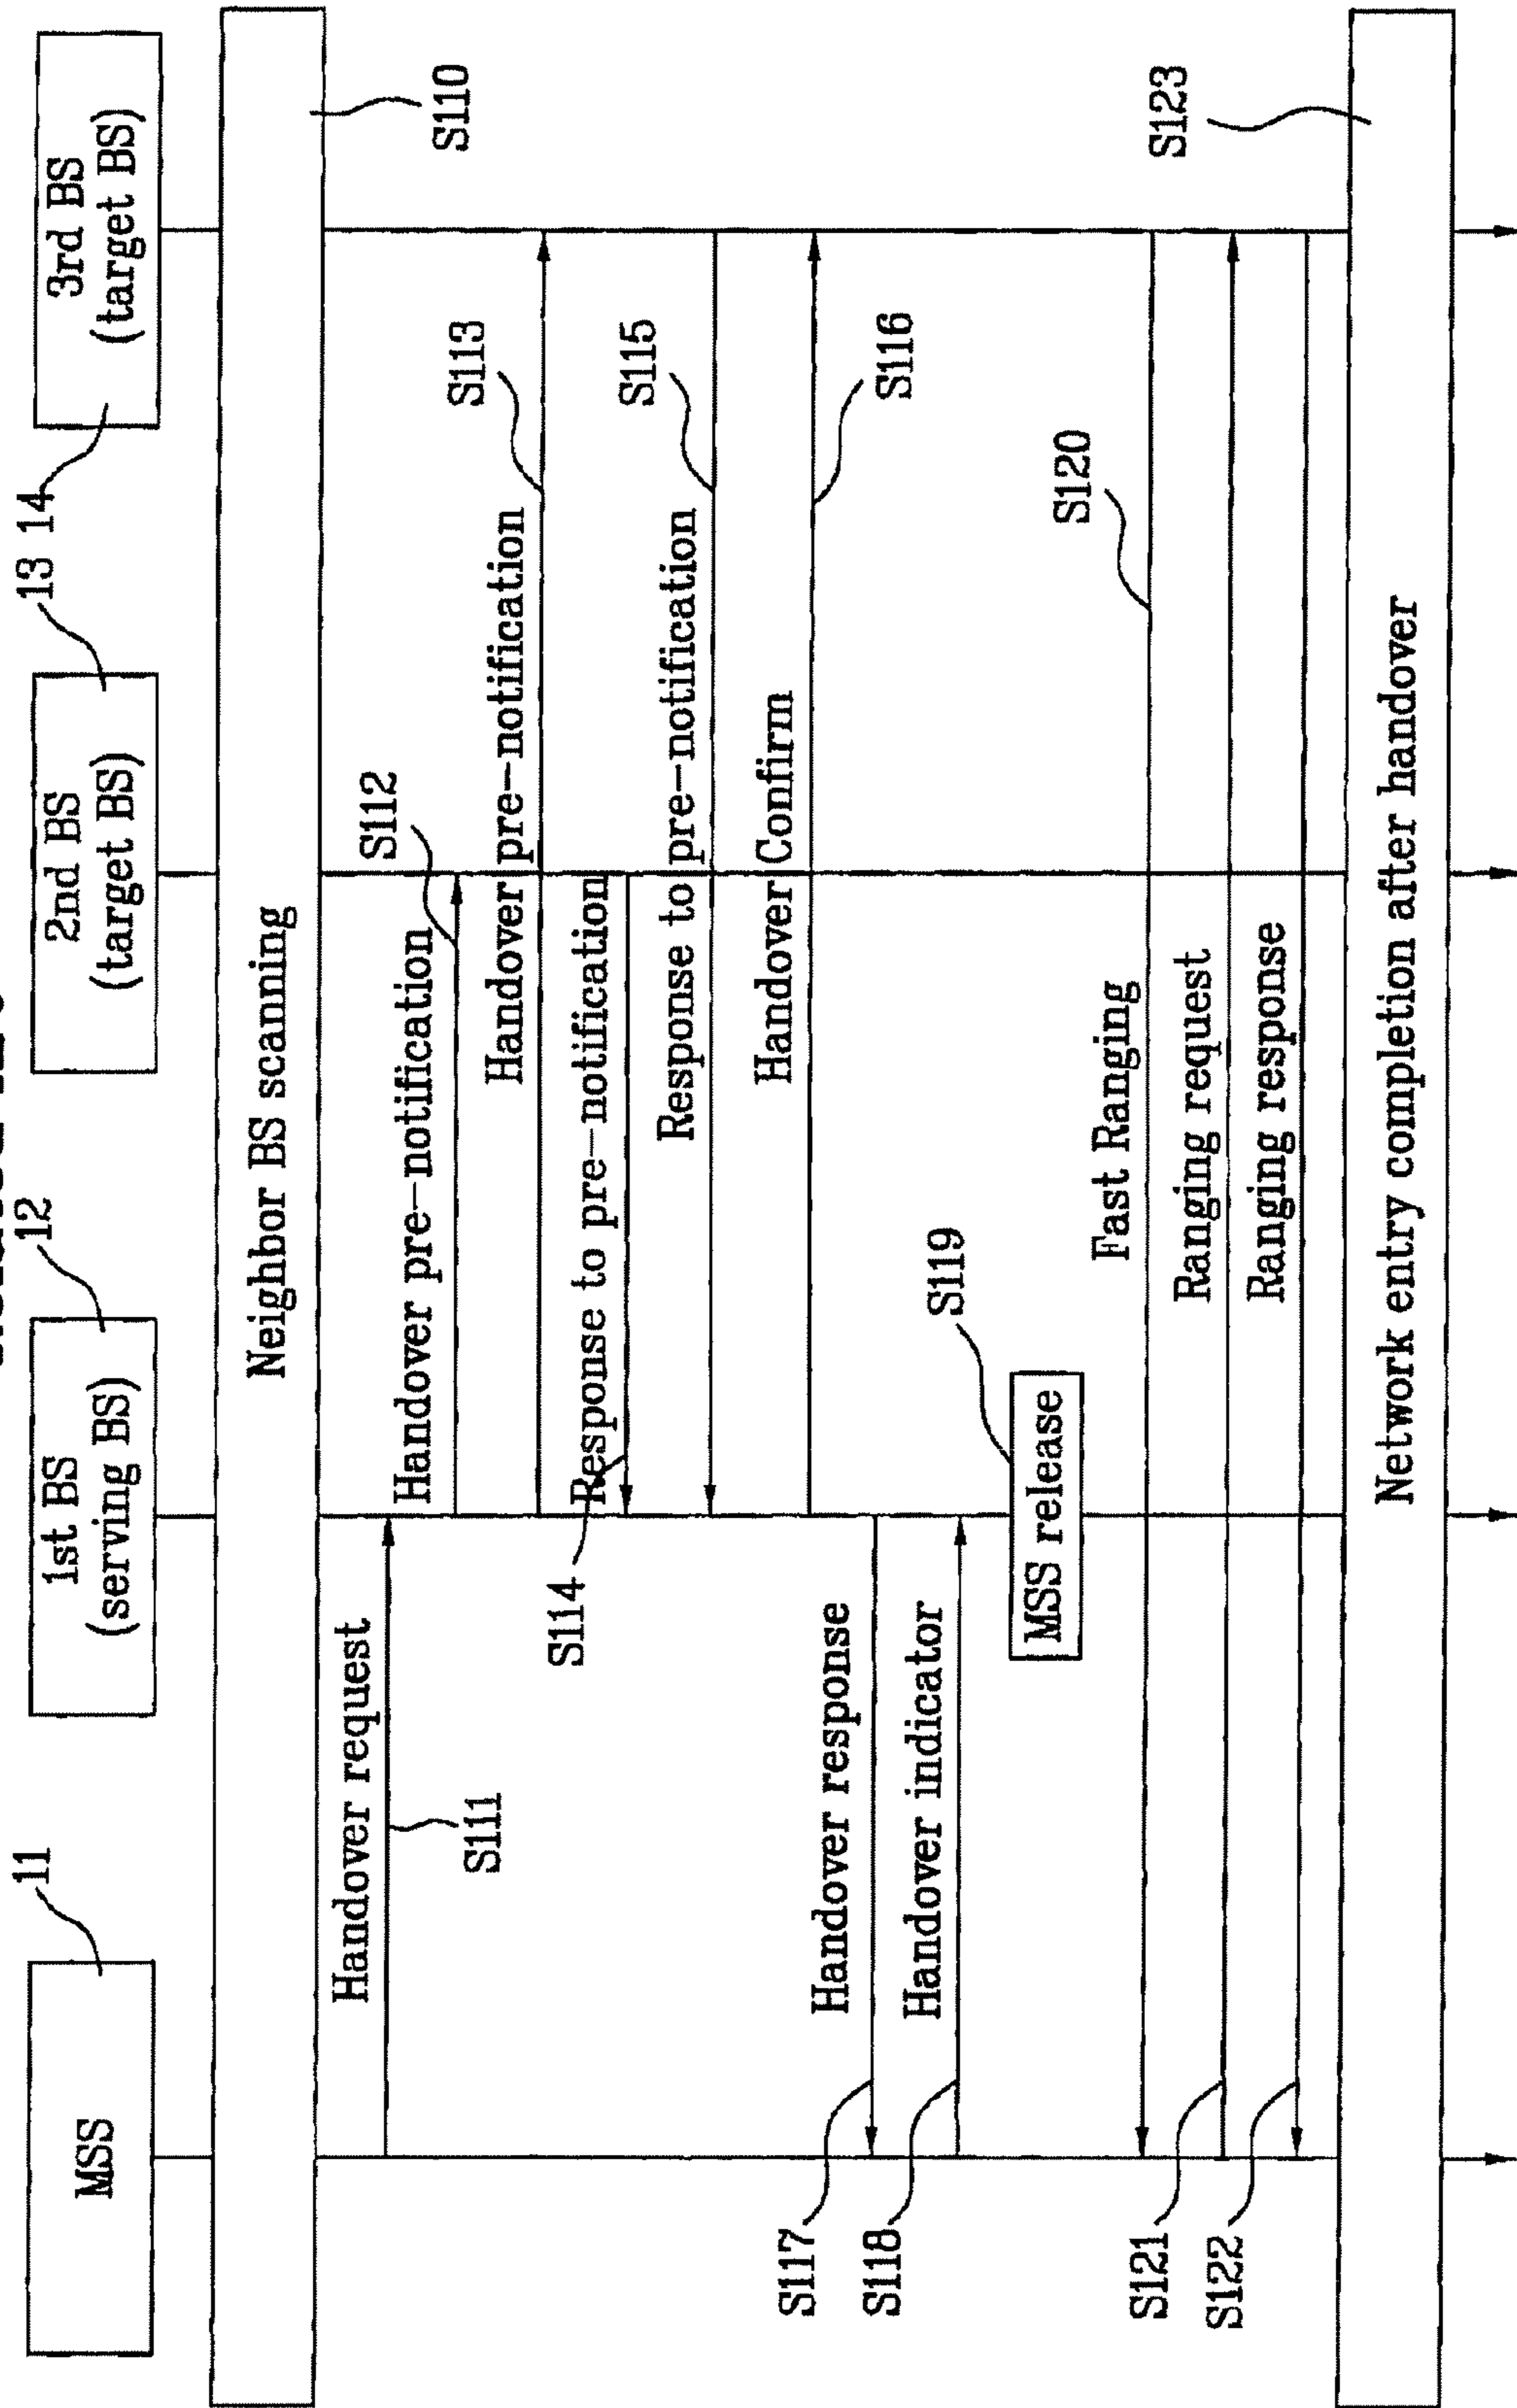 MSS
11
1st BS
(serving BS)
12
2nd BS
(target BS)
13
3rd BS
(target BS)
14
Neighbor BS scanning
S110
Handover request
S111
Handover pre-notification
S112
Handover pre-notification
S113
Response to pre-notification
S114
Response to pre-notification
S115
Handover Confirm
S116
Handover response
S117
Handover indicator
S118
MSS release
S119
Fast Ranging
S120
Ranging request
S121
Ranging response
S122
Network entry completion after handover
S123